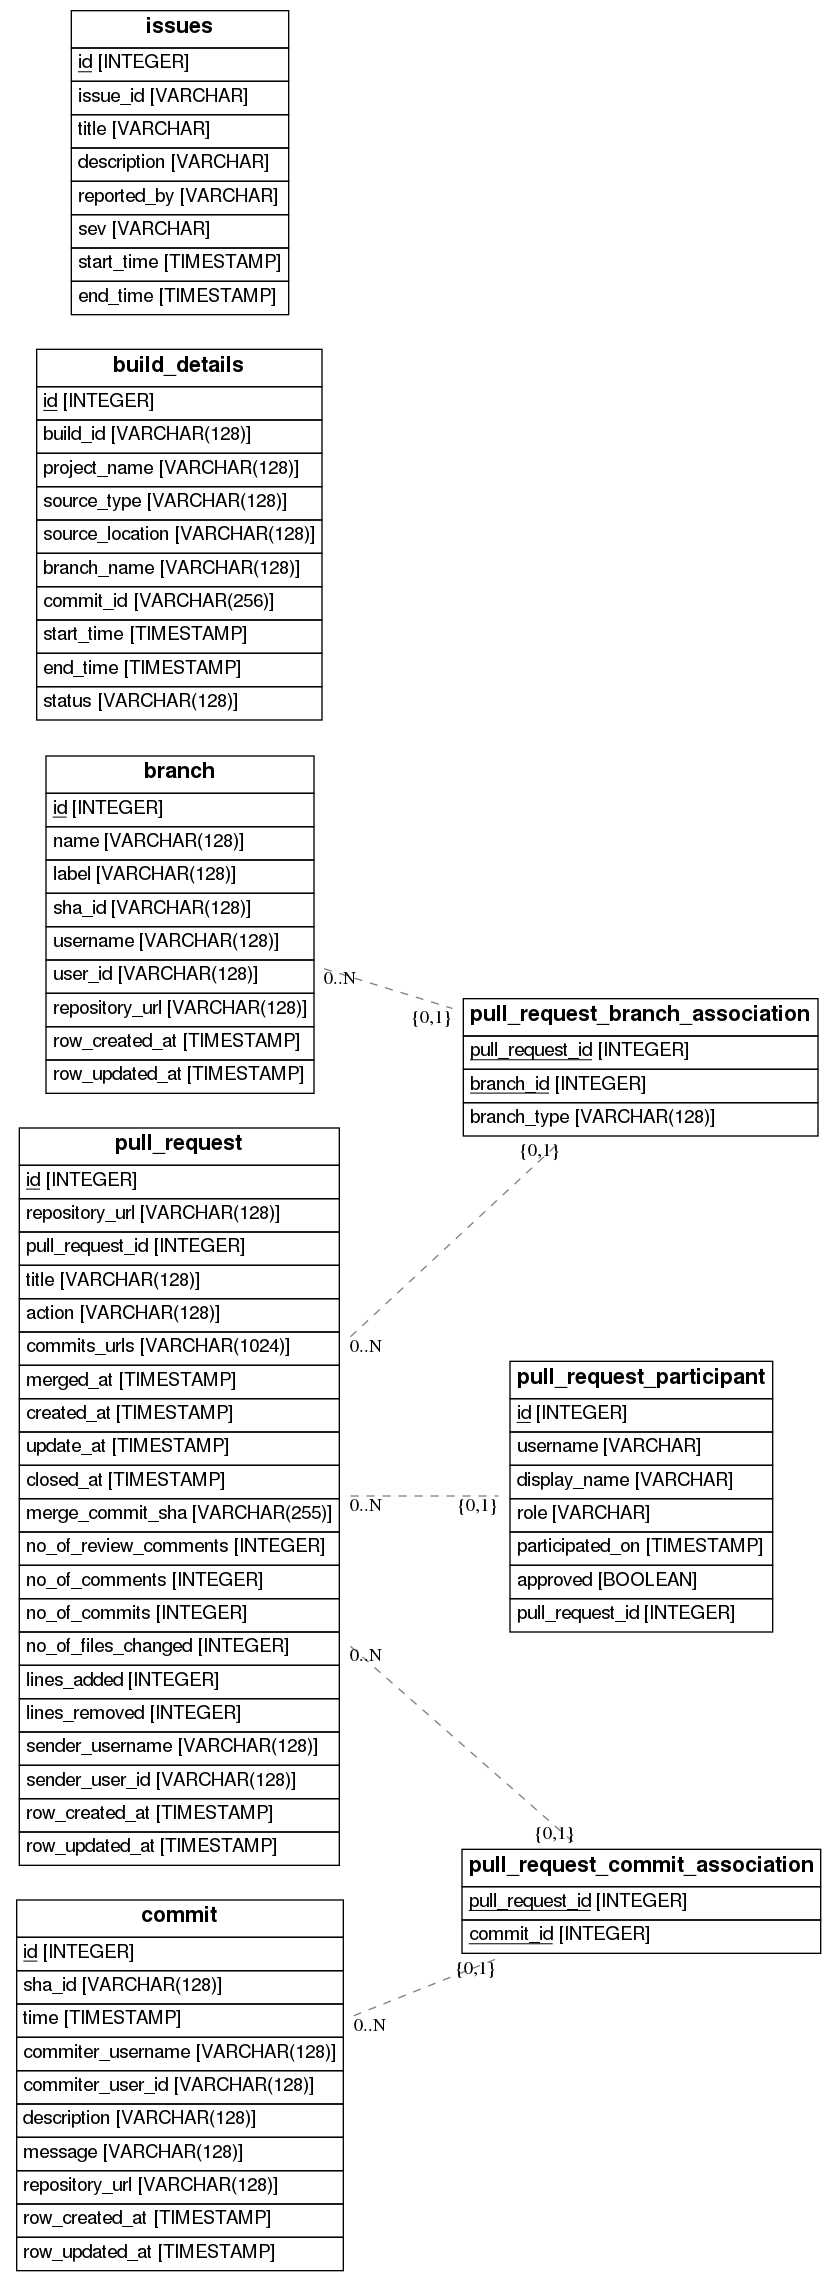 issues
id [INTEGER]
issue_id [VARCHAR]
title [VARCHAR]
description [VARCHAR]
reported_by [VARCHAR]
sev [VARCHAR]
start_time [TIMESTAMP]
end_time [TIMESTAMP]
build_details
id [INTEGER]
build_id [VARCHAR(128)]
project_name [VARCHAR(128)]
source_type [VARCHAR(128)]
source_location [VARCHAR(128)]
branch_name [VARCHAR(128)]
commit_id [VARCHAR(256)]
start_time [TIMESTAMP]
end_time [TIMESTAMP]
status [VARCHAR(128)]
branch
id [INTEGER]
name [VARCHAR(128)]
label [VARCHAR(128)]
sha_id [VARCHAR(128)]
username [VARCHAR(128)]
user_id [VARCHAR(128)]
repository_url [VARCHAR(128)]
row_created_at [TIMESTAMP]
row_updated_at [TIMESTAMP]
0..N
{0,1}
pull_request_branch_association
pull_request_id [INTEGER]
branch_id [INTEGER]
branch_type [VARCHAR(128)]
{0,1}
0..N
pull_request
id [INTEGER]
repository_url [VARCHAR(128)]
pull_request_id [INTEGER]
title [VARCHAR(128)]
action [VARCHAR(128)]
commits_urls [VARCHAR(1024)]
merged_at [TIMESTAMP]
created_at [TIMESTAMP]
update_at [TIMESTAMP]
closed_at [TIMESTAMP]
merge_commit_sha [VARCHAR(255)]
no_of_review_comments [INTEGER]
no_of_comments [INTEGER]
no_of_commits [INTEGER]
no_of_files_changed [INTEGER]
lines_added [INTEGER]
lines_removed [INTEGER]
sender_username [VARCHAR(128)]
sender_user_id [VARCHAR(128)]
row_created_at [TIMESTAMP]
row_updated_at [TIMESTAMP]
0..N
{0,1}
pull_request_participant
id [INTEGER]
username [VARCHAR]
display_name [VARCHAR]
role [VARCHAR]
participated_on [TIMESTAMP]
approved [BOOLEAN]
pull_request_id [INTEGER]
0..N
{0,1}
pull_request_commit_association
pull_request_id [INTEGER]
commit_id [INTEGER]
{0,1}
0..N
commit
id [INTEGER]
sha_id [VARCHAR(128)]
time [TIMESTAMP]
commiter_username [VARCHAR(128)]
commiter_user_id [VARCHAR(128)]
description [VARCHAR(128)]
message [VARCHAR(128)]
repository_url [VARCHAR(128)]
row_created_at [TIMESTAMP]
row_updated_at [TIMESTAMP]